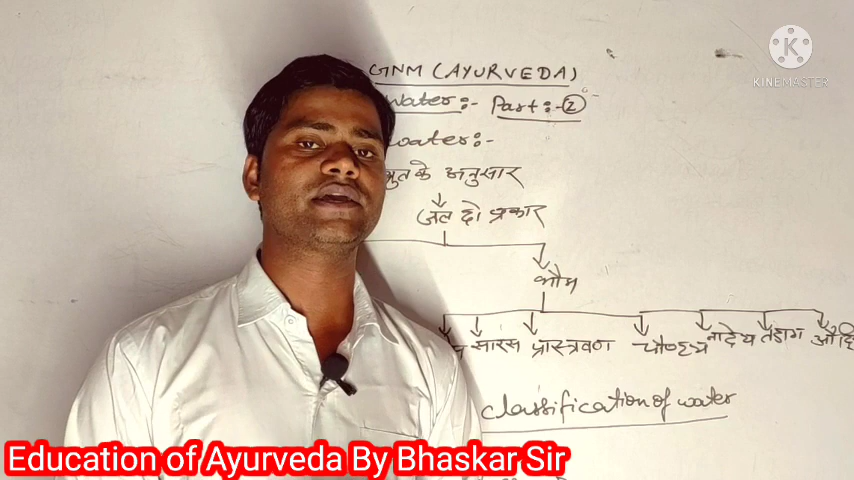 GNM (AYURVEDA)
Water:- Part:-②
water:-
श्रुत के अनुसार
जल दो प्रकार
भौम
सारस प्रास्त्रवण चौण्ड्य नादेय तडाग
Classification of water
KINEMASTER
Education of Ayurveda By Bhaskar Sir